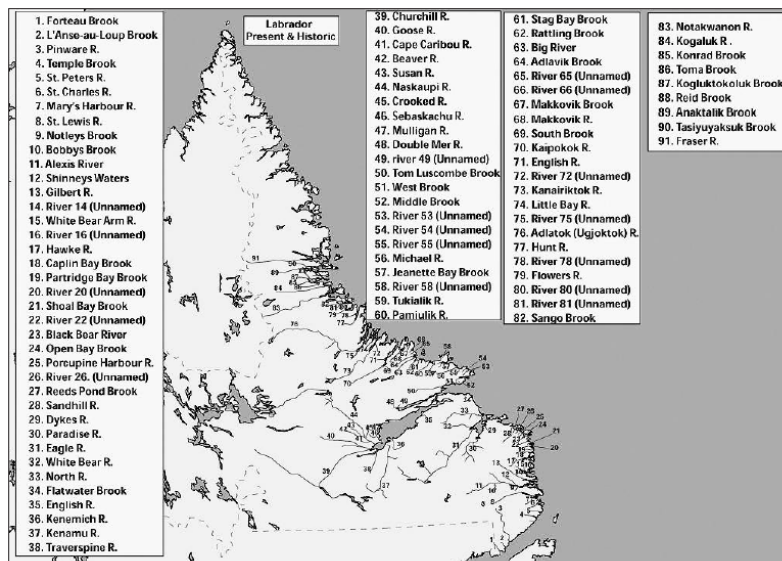 Labrador
Present & Historic
1. Forteau Brook
2. L'Anse-au-Loup Brook
3. Pinware R.
4. Temple Brook
5. St. Peters R.
6. St. Charles R.
7. Mary's Harbour R.
8. St. Lewis R.
9. Notleys Brook
10. Bobbys Brook
11. Alexis River
12. Shinneys Waters
13. Gilbert R.
14. River 14 (Unnamed)
15. White Bear Arm R.
16. River 16 (Unnamed)
17. Hawke R.
18. Caplin Bay Brook
19. Partridge Bay Brook
20. River 20 (Unnamed)
21. Shoal Bay Brook
22. River 22 (Unnamed)
23. Black Bear River
24. Open Bay Brook
25. Porcupine Harbour R.
26. River 26. (Unnamed)
27. Reeds Pond Brook
28. Sandhill R.
29. Dykes R.
30. Paradise R.
31. Eagle R.
32. White Bear R.
33. North R.
34. Flatwater Brook
35. English R.
36. Kenemich R.
37. Kenamu R.
38. Traverspine R.
39. Churchill R.
40. Goose R.
41. Cape Caribou R.
42. Beaver R.
43. Susan R.
44. Naskaupi R.
45. Crooked R.
46. Sebaskachu R.
47. Mulligan R.
48. Double Mer R.
49. river 49 (Unnamed)
50. Tom Luscombe Brook
51. West Brook
52. Middle Brook
53. River 53 (Unnamed)
54. River 54 (Unnamed)
55. River 55 (Unnamed)
56. Michael R.
57. Jeanette Bay Brook
58. River 58 (Unnamed)
59. Tukialik R.
60. Pamiulik R.
61. Stag Bay Brook
62. Rattling Brook
63. Big River
64. Adlavik Brook
65. River 65 (Unnamed)
66. River 66 (Unnamed)
67. Makkovik Brook
68. Makkovik R.
69. South Brook
70. Kaipokok R.
71. English R.
72. River 72 (Unnamed)
73. Kanairiktok R.
74. Little Bay R.
75. River 75 (Unnamed)
76. Adlatok (Ugjoktok) R.
77. Hunt R.
78. River 78 (Unnamed)
79. Flowers R.
80. River 80 (Unnamed)
81. River 81 (Unnamed)
82. Sango Brook
83. Notakwanon R.
84. Kogaluk R .
85. Konrad Brook
86. Toma Brook
87. Kogluktokoluk Brook
88. Reid Brook
89. Anaktalik Brook
90. Tasiyuyaksuk Brook
91. Fraser R.